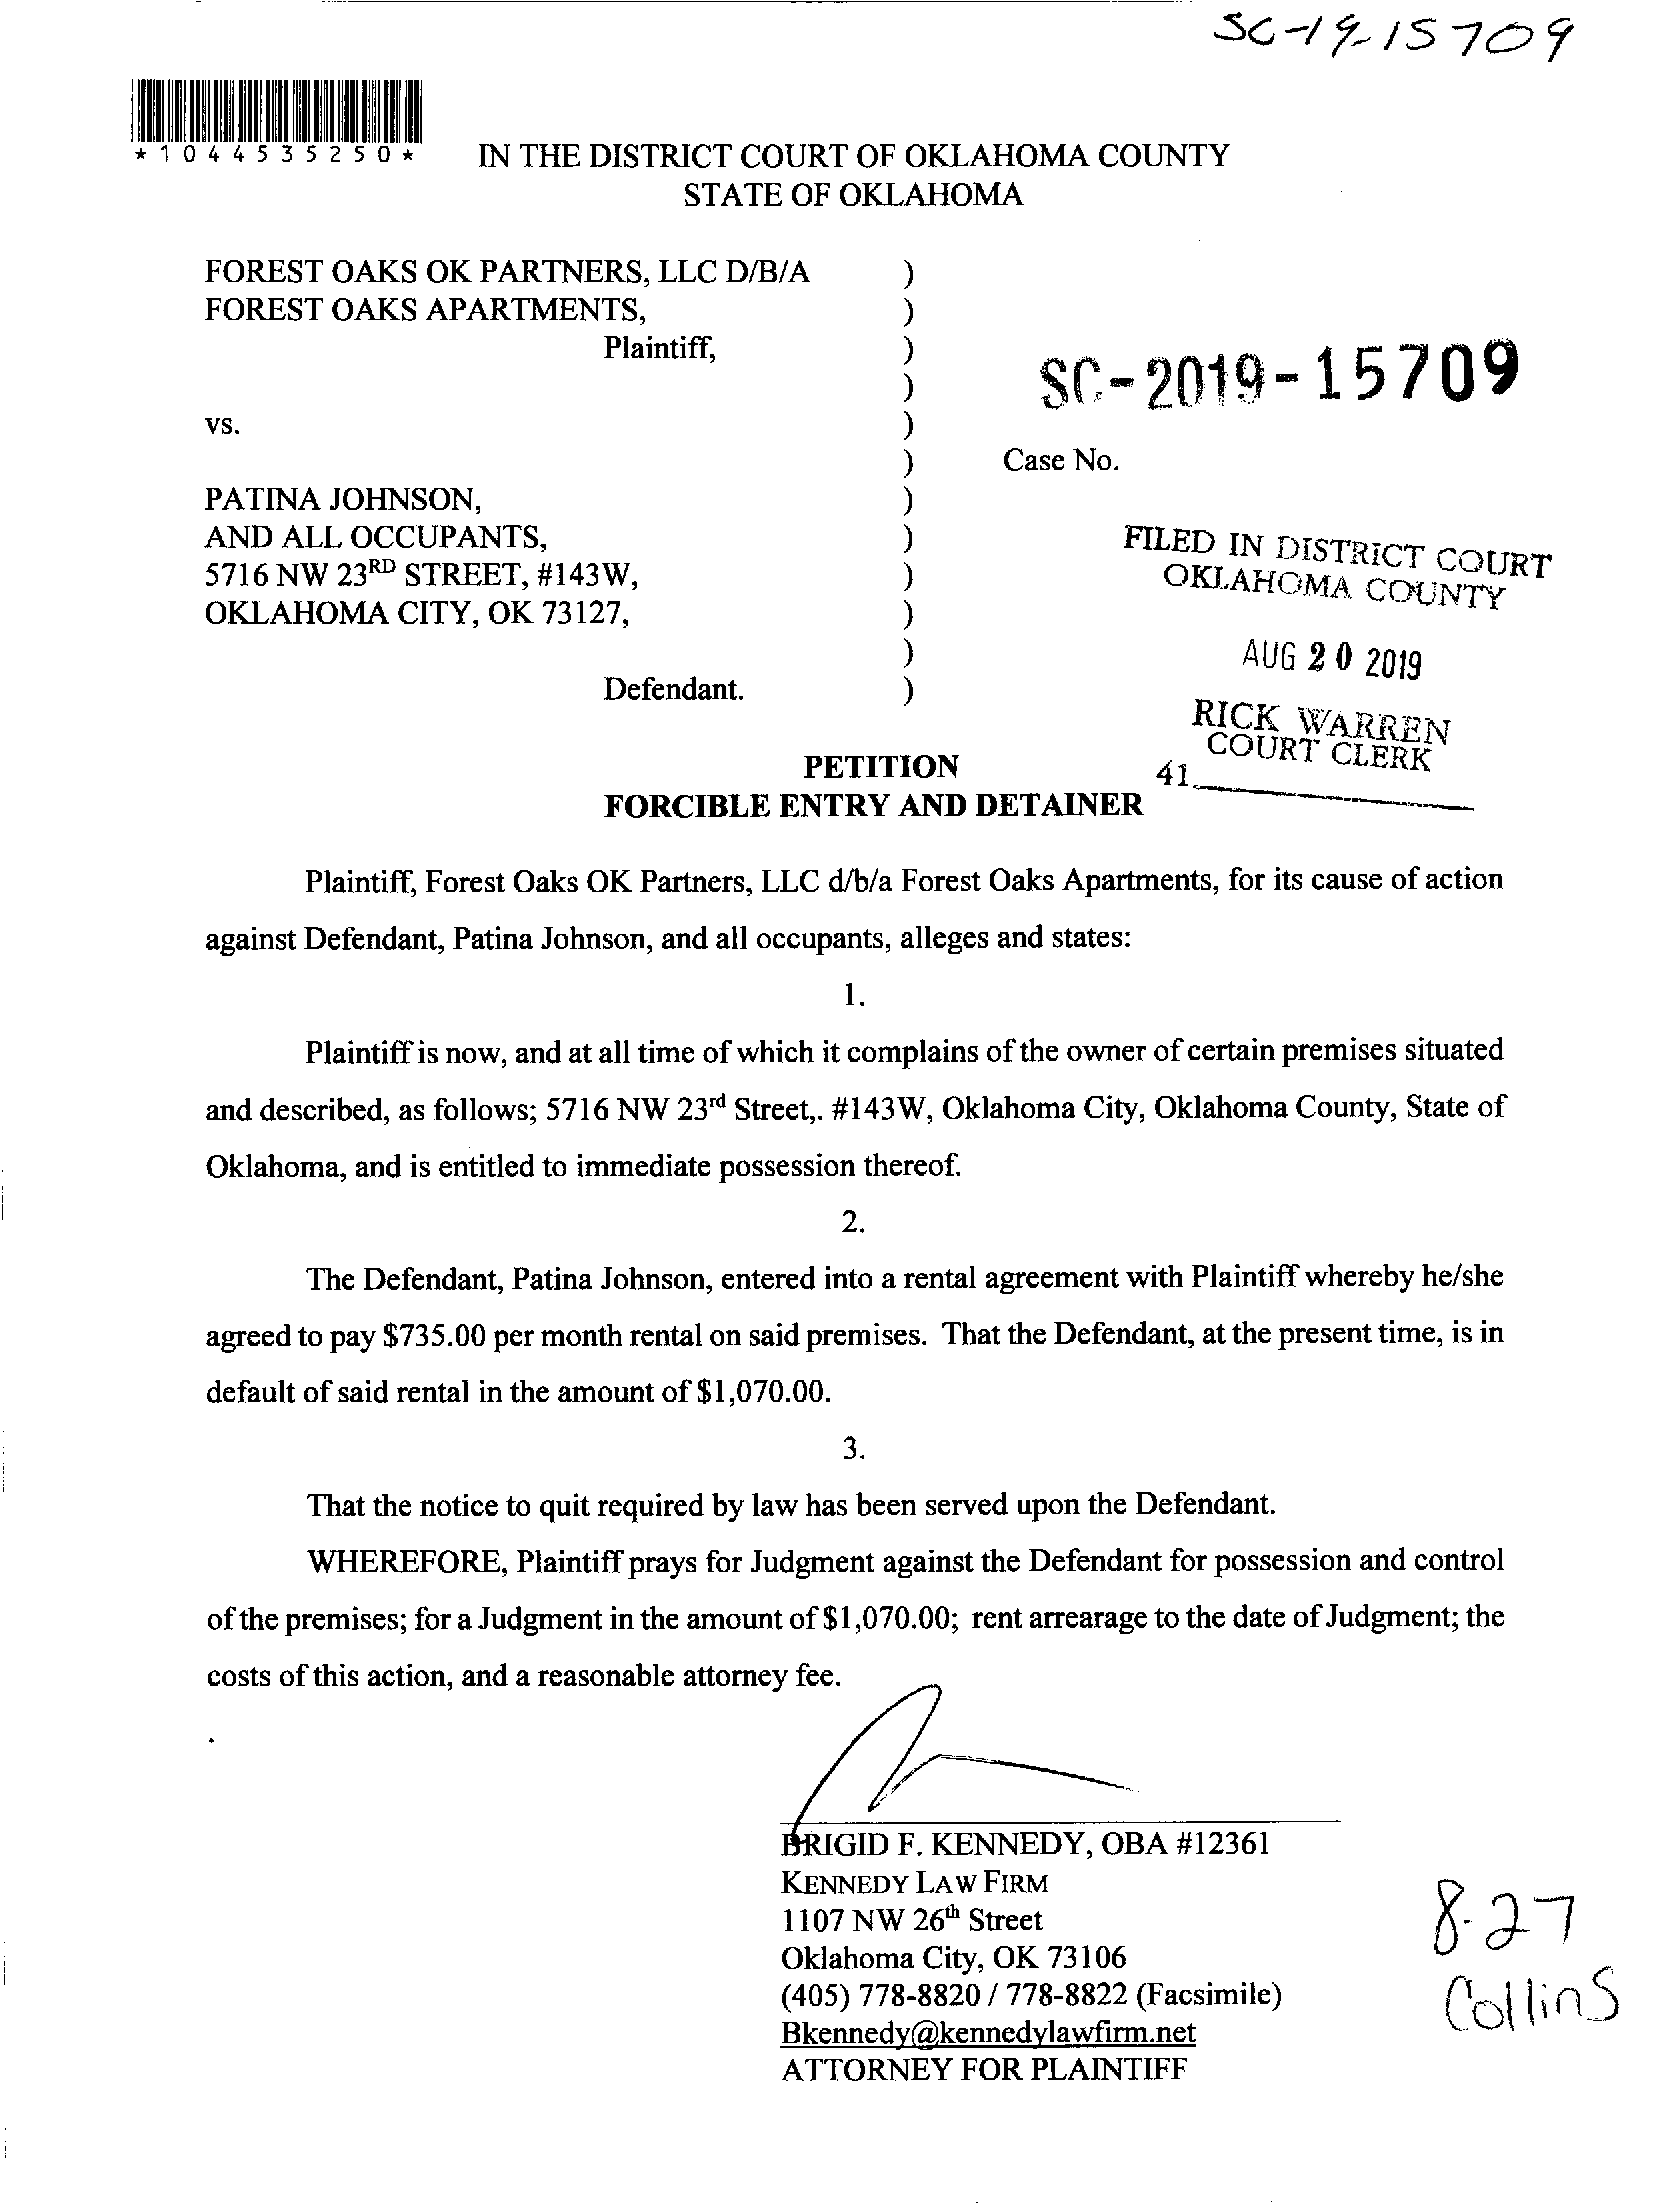 SC-19-15709
*1044535250*
IN THE DISTRICT COURT OF OKLAHOMA COUNTY
STATE OF OKLAHOMA
FOREST OAKS OK PARTNERS, LLC D/B/A )
FOREST OAKS APARTMENTS, )
Plaintiff, )
)
SC-2019-15709
vs. )
) Case No.
PATINA JOHNSON, )
AND ALL OCCUPANTS, )
5716 NW 23RD STREET, #143W, )
OKLAHOMA CITY, OK 73127, )
)
Defendant. )
FILED IN DISTRICT COURT
OKLAHOMA COUNTY
AUG 20 2019
RICK WARREN
COURT CLERK
41
PETITION
FORCIBLE ENTRY AND DETAINER
Plaintiff, Forest Oaks OK Partners, LLC d/b/a Forest Oaks Apartments, for its cause of action
against Defendant, Patina Johnson, and all occupants, alleges and states:
1.
Plaintiff is now, and at all time of which it complains of the owner of certain premises situated
and described, as follows; 5716 NW 23rd Street,. #143W, Oklahoma City, Oklahoma County, State of
Oklahoma, and is entitled to immediate possession thereof.
2.
The Defendant, Patina Johnson, entered into a rental agreement with Plaintiff whereby he/she
agreed to pay $735.00 per month rental on said premises. That the Defendant, at the present time, is in
default of said rental in the amount of $1,070.00.
3.
That the notice to quit required by law has been served upon the Defendant.
WHEREFORE, Plaintiff prays for Judgment against the Defendant for possession and control
of the premises; for a Judgment in the amount of $1,070.00; rent arrearage to the date of Judgment; the
costs of this action, and a reasonable attorney fee.
BRIGID F. KENNEDY, OBA #12361
KENNEDY LAW FIRM
1107 NW 26th Street
Oklahoma City, OK 73106
(405) 778-8820 / 778-8822 (Facsimile)
Bkennedy@kennedylawfirm.net
ATTORNEY FOR PLAINTIFF
8-27
Collins